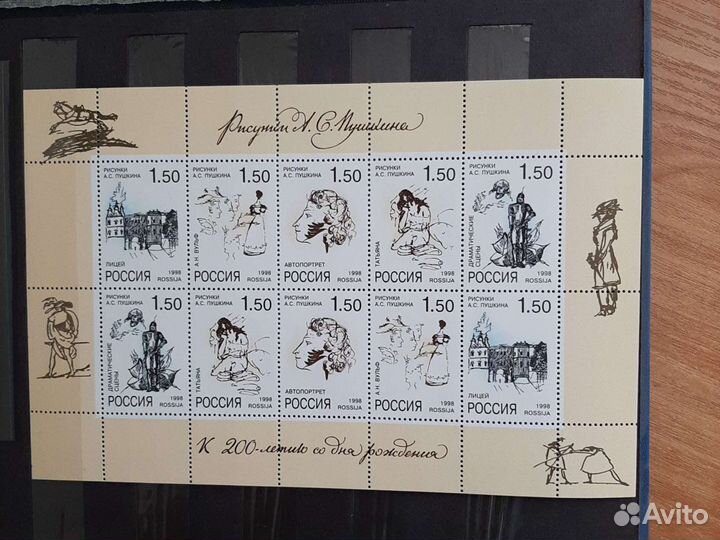 Рисунки А. С. Пушкина
РИСУНКИ
А.С. ПУШКИНА
1.50
ЛИЦЕЙ
РОССИЯ
1998
ROSSIJA
РИСУНКИ
А.С. ПУШКИНА
1.50
А.Н. ВУЛЬФ
РОССИЯ
1998
ROSSIJA
РИСУНКИ
А.С. ПУШКИНА
1.50
АВТОПОРТРЕТ
РОССИЯ
1998
ROSSIJA
РИСУНКИ
А.С. ПУШКИНА
1.50
ТАТЬЯНА
РОССИЯ
1998
ROSSIJA
РИСУНКИ
А.С. ПУШКИНА
1.50
ДРАМАТИЧЕСКИЕ
СЦЕНЫ
РОССИЯ
1998
ROSSIJA
РИСУНКИ
А.С. ПУШКИНА
1.50
ДРАМАТИЧЕСКИЕ
СЦЕНЫ
РОССИЯ
1998
ROSSIJA
РИСУНКИ
А.С. ПУШКИНА
1.50
ТАТЬЯНА
РОССИЯ
1998
ROSSIJA
РИСУНКИ
А.С. ПУШКИНА
1.50
АВТОПОРТРЕТ
РОССИЯ
1998
ROSSIJA
РИСУНКИ
А.С. ПУШКИНА
1.50
А.Н. ВУЛЬФ
РОССИЯ
1998
ROSSIJA
РИСУНКИ
А.С. ПУШКИНА
1.50
ЛИЦЕЙ
РОССИЯ
1998
ROSSIJA
К 200-летию со дня рождения
Avito